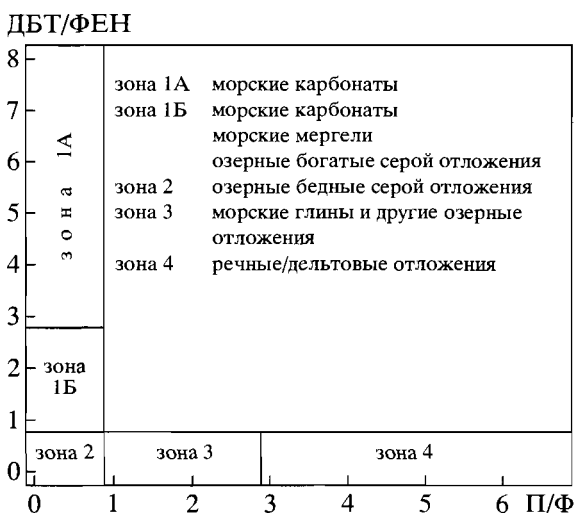 ДБТ/ФЕН
8
7
6
5
4
3
2
1
0
зона 1А
зона 1А морские карбонаты
зона 1Б морские карбонаты
морские мергели
озерные богатые серой отложения
зона 2 озерные бедные серой отложения
зона 3 морские глины и другие озерные
отложения
зона 4 речные/дельтовые отложения
зона
1Б
зона 2 зона 3 зона 4
0 1 2 3 4 5 6 П/Ф